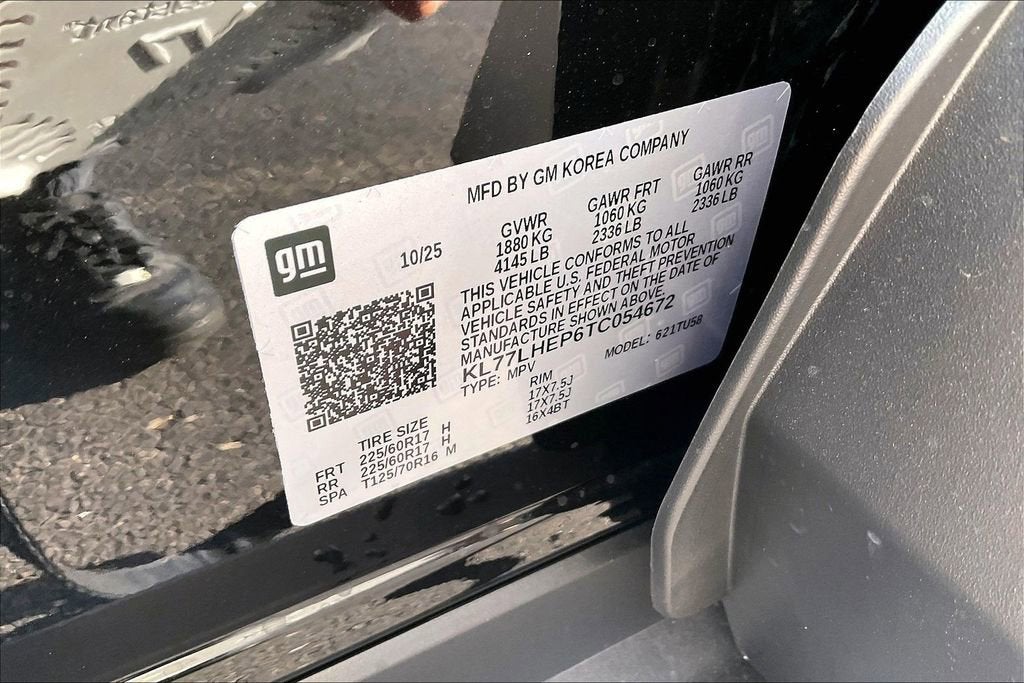 MFD BY GM KOREA COMPANY
gm
10/25
GVWR GAWR FRT GAWR RR
1880 KG 1060 KG 1060 KG
4145 LB 2336 LB 2336 LB
THIS VEHICLE CONFORMS TO ALL
APPLICABLE U.S. FEDERAL MOTOR
VEHICLE SAFETY AND THEFT PREVENTION
STANDARDS IN EFFECT ON THE DATE OF
MANUFACTURE SHOWN ABOVE
KL77LHEP6TC054672
TYPE: MPV MODEL: 621TU58
TIRE SIZE RIM
FRT 225/60R17 H 17X7.5J
RR 225/60R17 H 17X7.5J
SPA T125/70R16 M 16X4BT